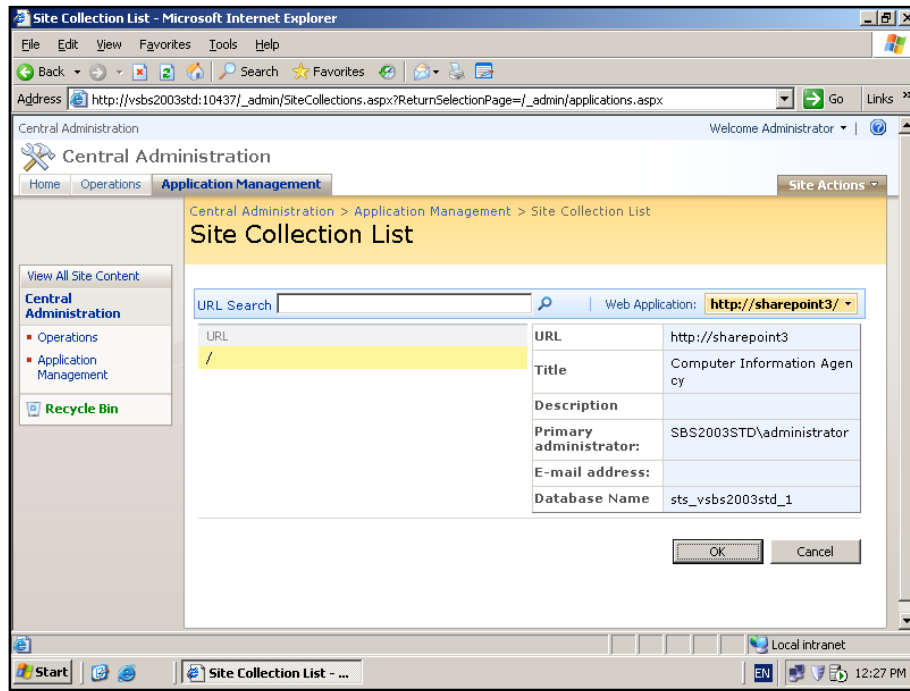 Site Collection List - Microsoft Internet Explorer
File Edit View Favorites Tools Help
Back Search Favorites
Address http://vsbs2003std:10437/_admin/SiteCollections.aspx?ReturnSelectionPage=/_admin/applications.aspx Go Links »
Central Administration Welcome Administrator
Central Administration
Home Operations Application Management Site Actions
Central Administration > Application Management > Site Collection List
Site Collection List
View All Site Content
Central
Administration
Operations
Application
Management
Recycle Bin
URL Search Web Application: http://sharepoint3/
URL
/
URL http://sharepoint3
Title Computer Information Agen
cy
Description
Primary
administrator: SBS2003STD\administrator
E-mail address:
Database Name sts_vsbs2003std_1
OK Cancel
Local intranet
Start Site Collection List - ... EN 12:27 PM